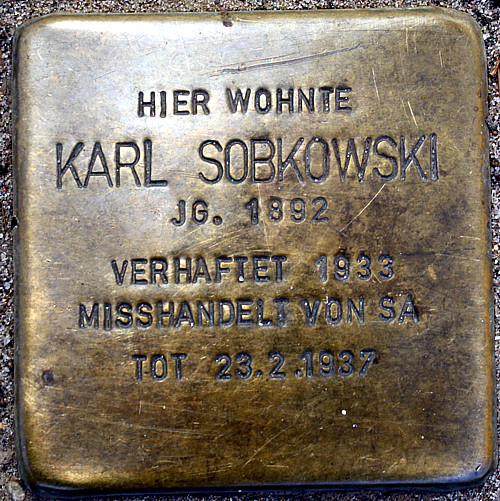 HIER WOHNTE
KARL SOBKOWSKI
JG. 1892
VERHAFTET 1933
MISSHANDELT VON SA
TOT 23.2.1937